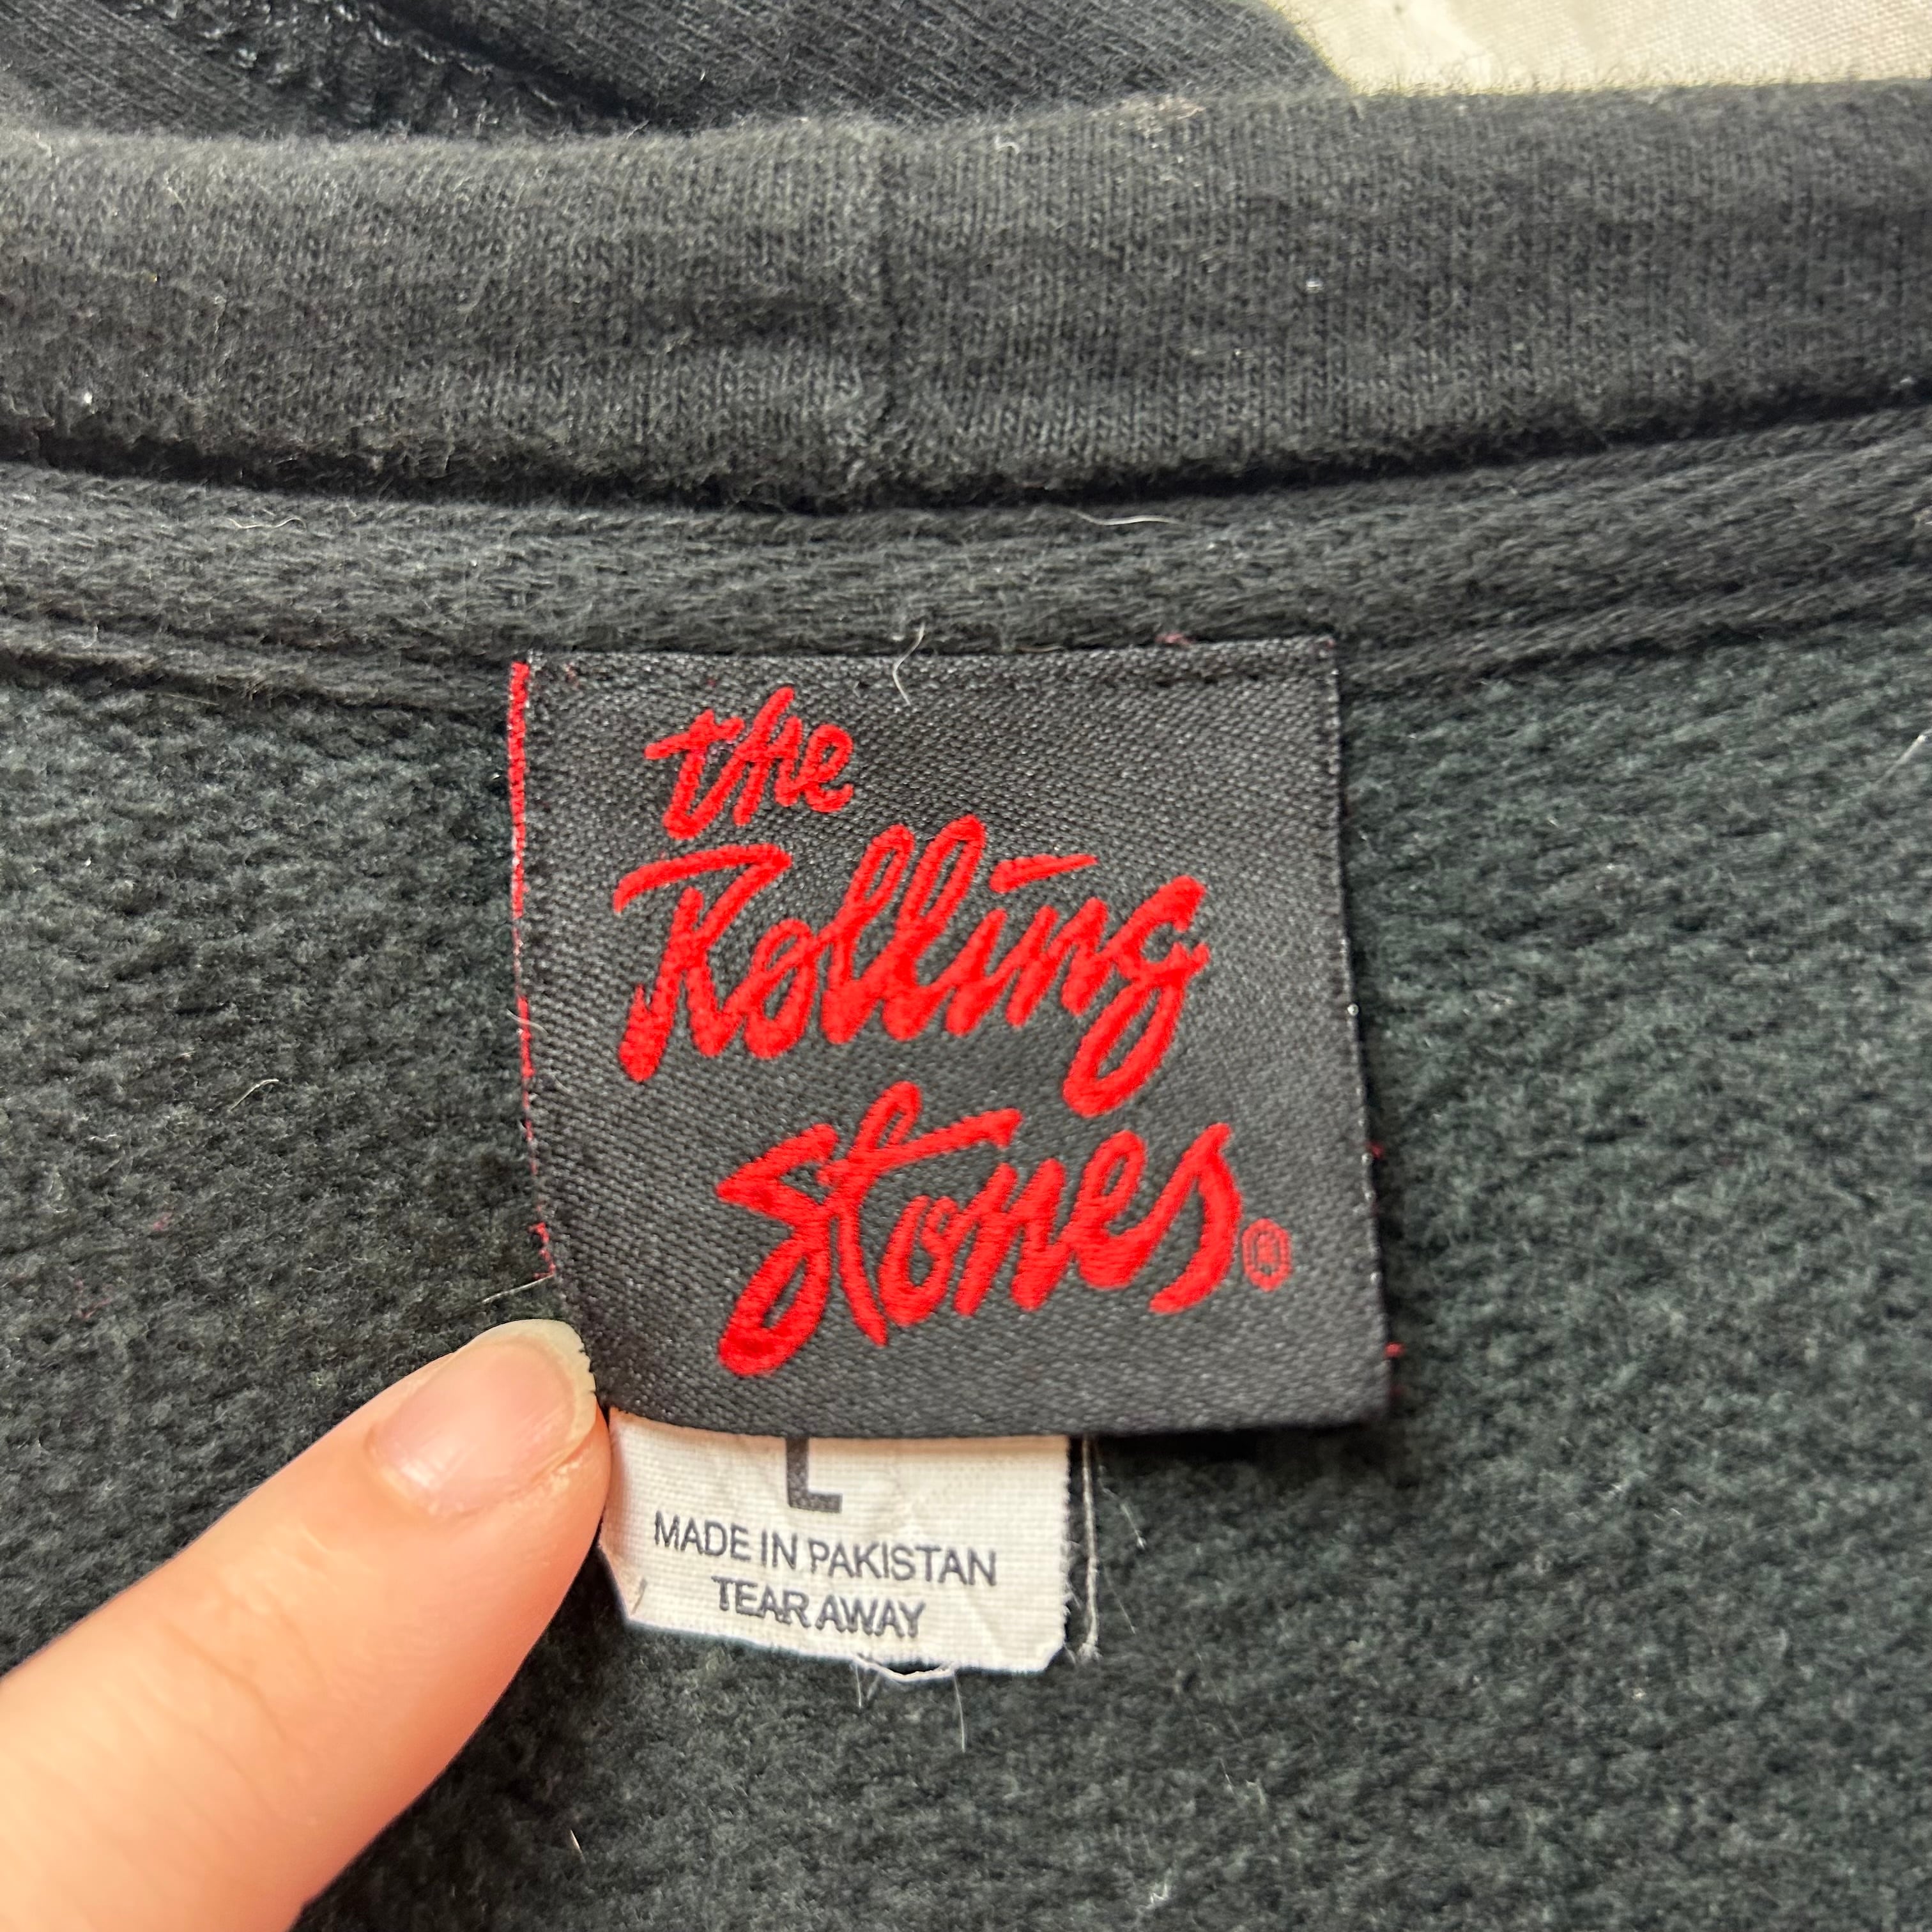 the
Rolling
Stones®
L
MADE IN PAKISTAN
TEAR AWAY